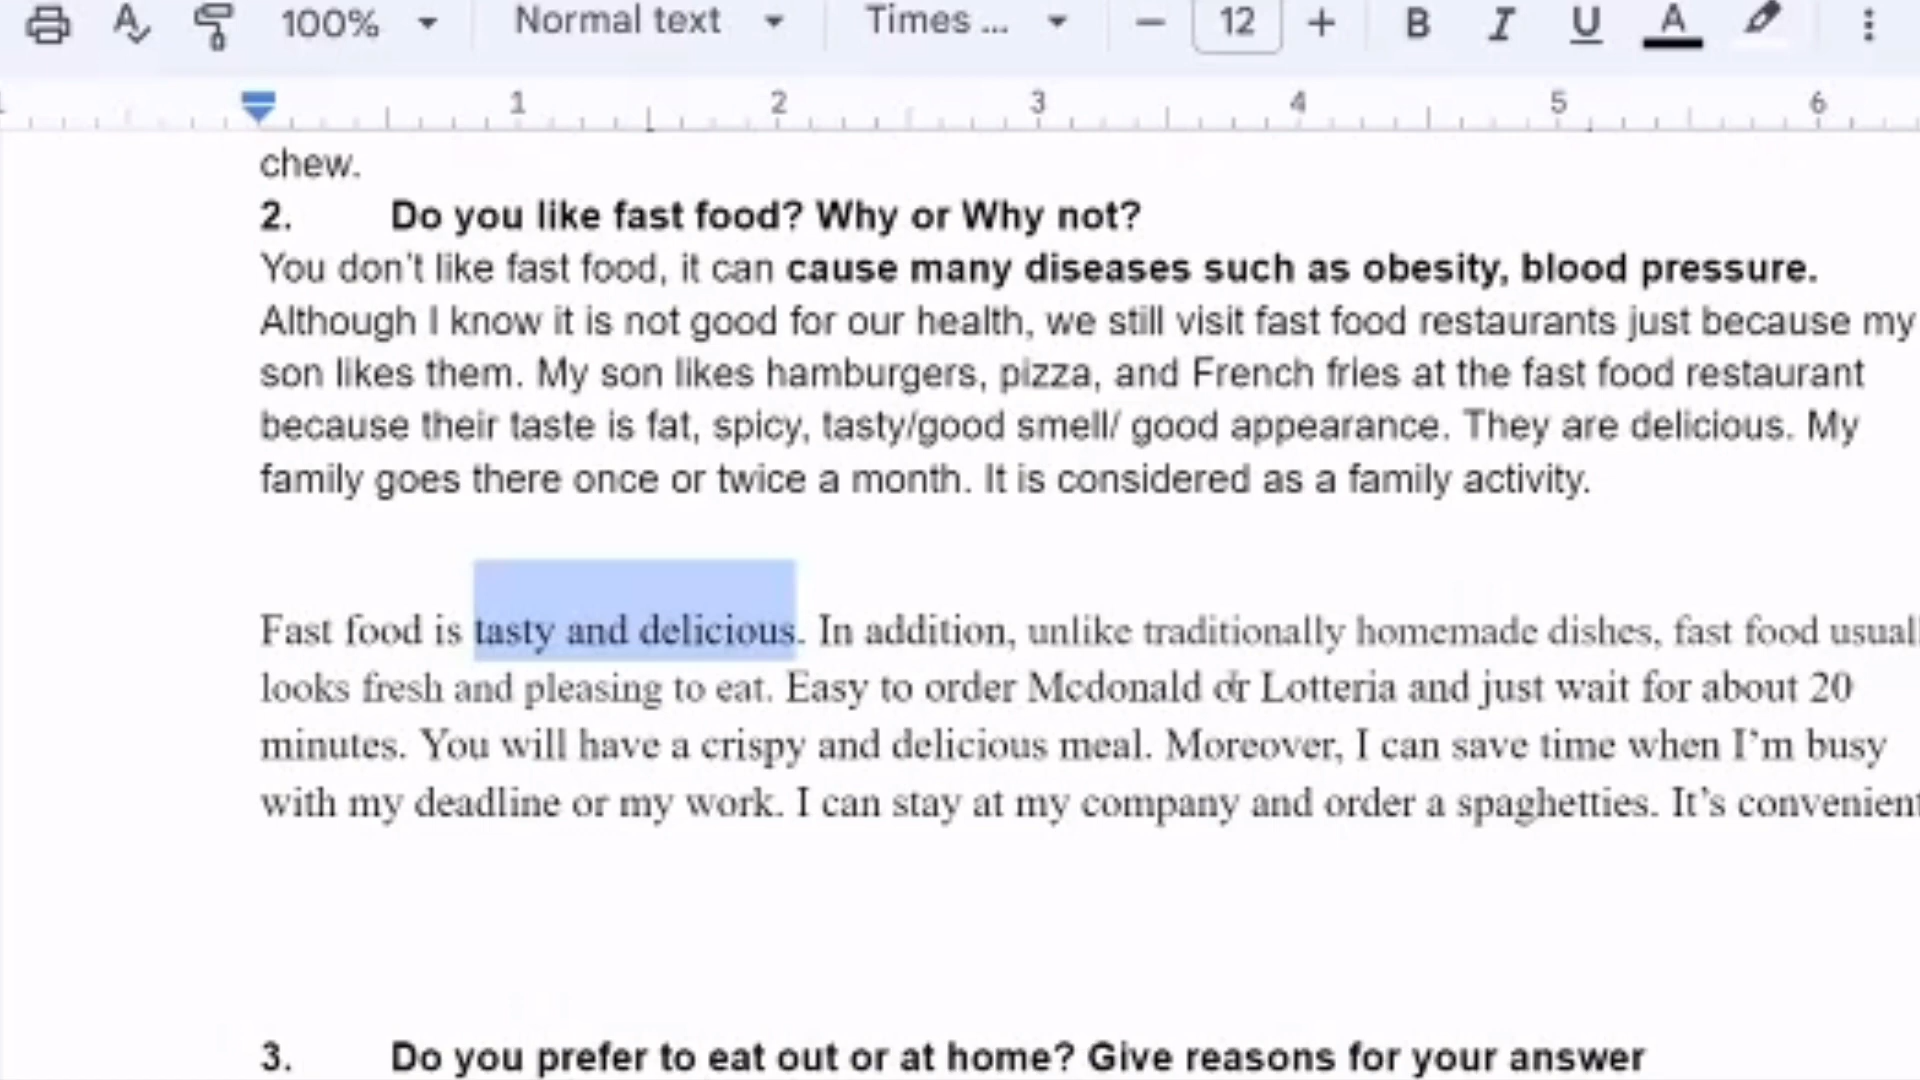 100% Normal text Times ... — 12 + B I U A
1 2 3 4 5 6
chew.
2. Do you like fast food? Why or Why not?
You don’t like fast food, it can cause many diseases such as obesity, blood pressure.
Although I know it is not good for our health, we still visit fast food restaurants just because my
son likes them. My son likes hamburgers, pizza, and French fries at the fast food restaurant
because their taste is fat, spicy, tasty/good smell/ good appearance. They are delicious. My
family goes there once or twice a month. It is considered as a family activity.
Fast food is tasty and delicious. In addition, unlike traditionally homemade dishes, fast food usuall
looks fresh and pleasing to eat. Easy to order Mcdonald or Lotteria and just wait for about 20
minutes. You will have a crispy and delicious meal. Moreover, I can save time when I’m busy
with my deadline or my work. I can stay at my company and order a spaghetties. It’s convenient
3. Do you prefer to eat out or at home? Give reasons for your answer